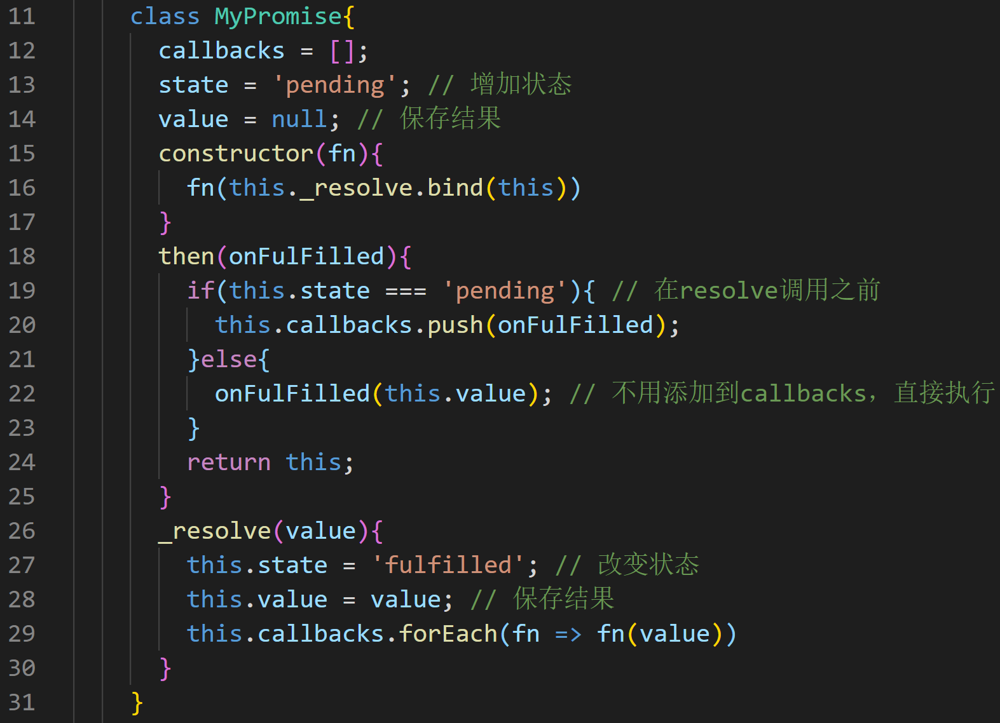 11 class MyPromise{
12 callbacks = [];
13 state = 'pending'; // 增加状态
14 value = null; // 保存结果
15 constructor(fn){
16 fn(this._resolve.bind(this))
17 }
18 then(onFulFilled){
19 if(this.state === 'pending'){ // 在resolve调用之前
20 this.callbacks.push(onFulFilled);
21 }else{
22 onFulFilled(this.value); // 不用添加到callbacks，直接执行
23 }
24 return this;
25 }
26 _resolve(value){
27 this.state = 'fulfilled'; // 改变状态
28 this.value = value; // 保存结果
29 this.callbacks.forEach(fn => fn(value))
30 }
31 }